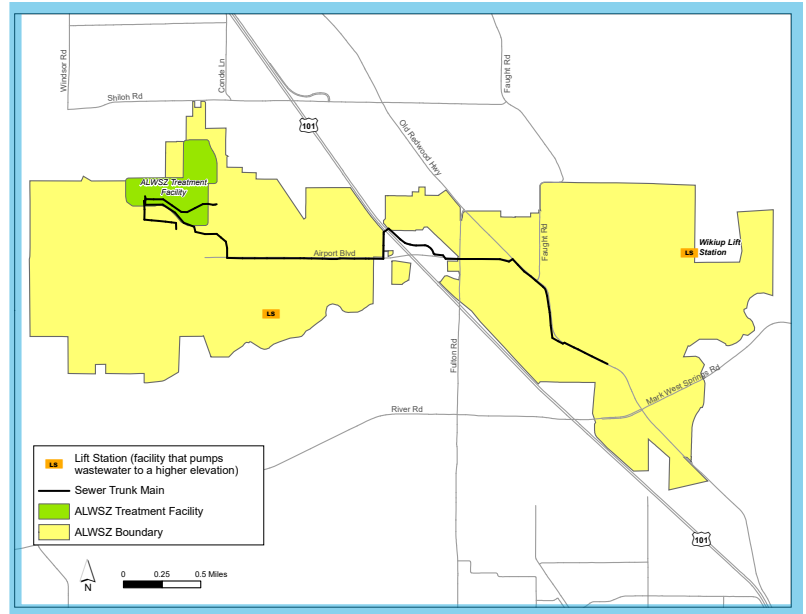 Windsor Rd
Conde Ln
Faught Rd
Shiloh Rd
101
Old Redwood Hwy
ALWSZ Treatment
Facility
Faught Rd
Wikiup Lift
Station
LS
Airport Blvd
LS
Fulton Rd
Mark West Springs Rd
River Rd
LS
Lift Station (facility that pumps
wastewater to a higher elevation)
Sewer Trunk Main
ALWSZ Treatment Facility
ALWSZ Boundary
101
N
0 0.25 0.5 Miles